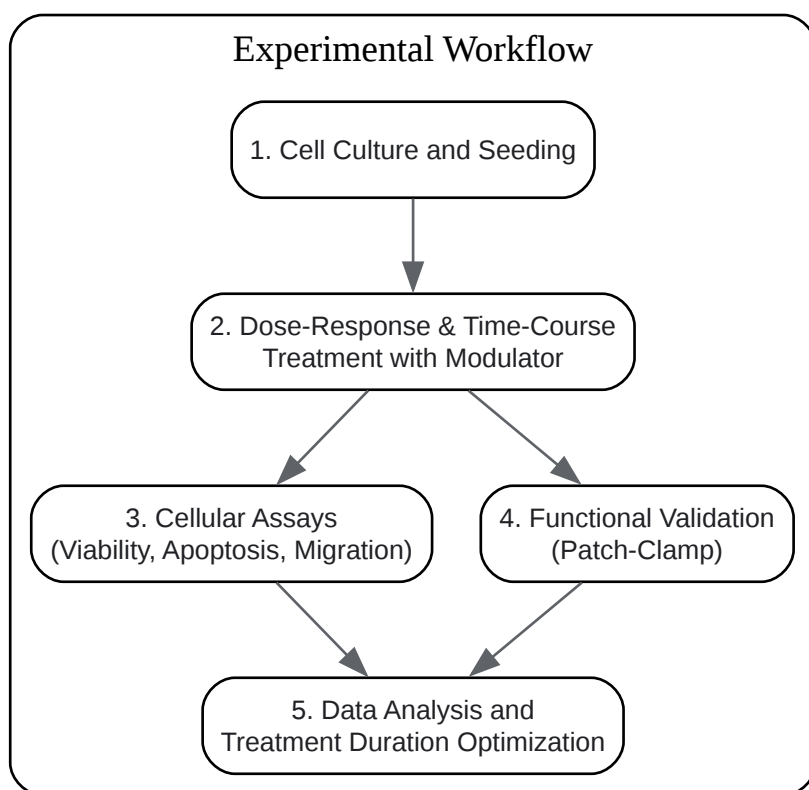 Experimental Workflow
1. Cell Culture and Seeding
2. Dose-Response & Time-Course
Treatment with Modulator
3. Cellular Assays
(Viability, Apoptosis, Migration)
4. Functional Validation
(Patch-Clamp)
5. Data Analysis and
Treatment Duration Optimization